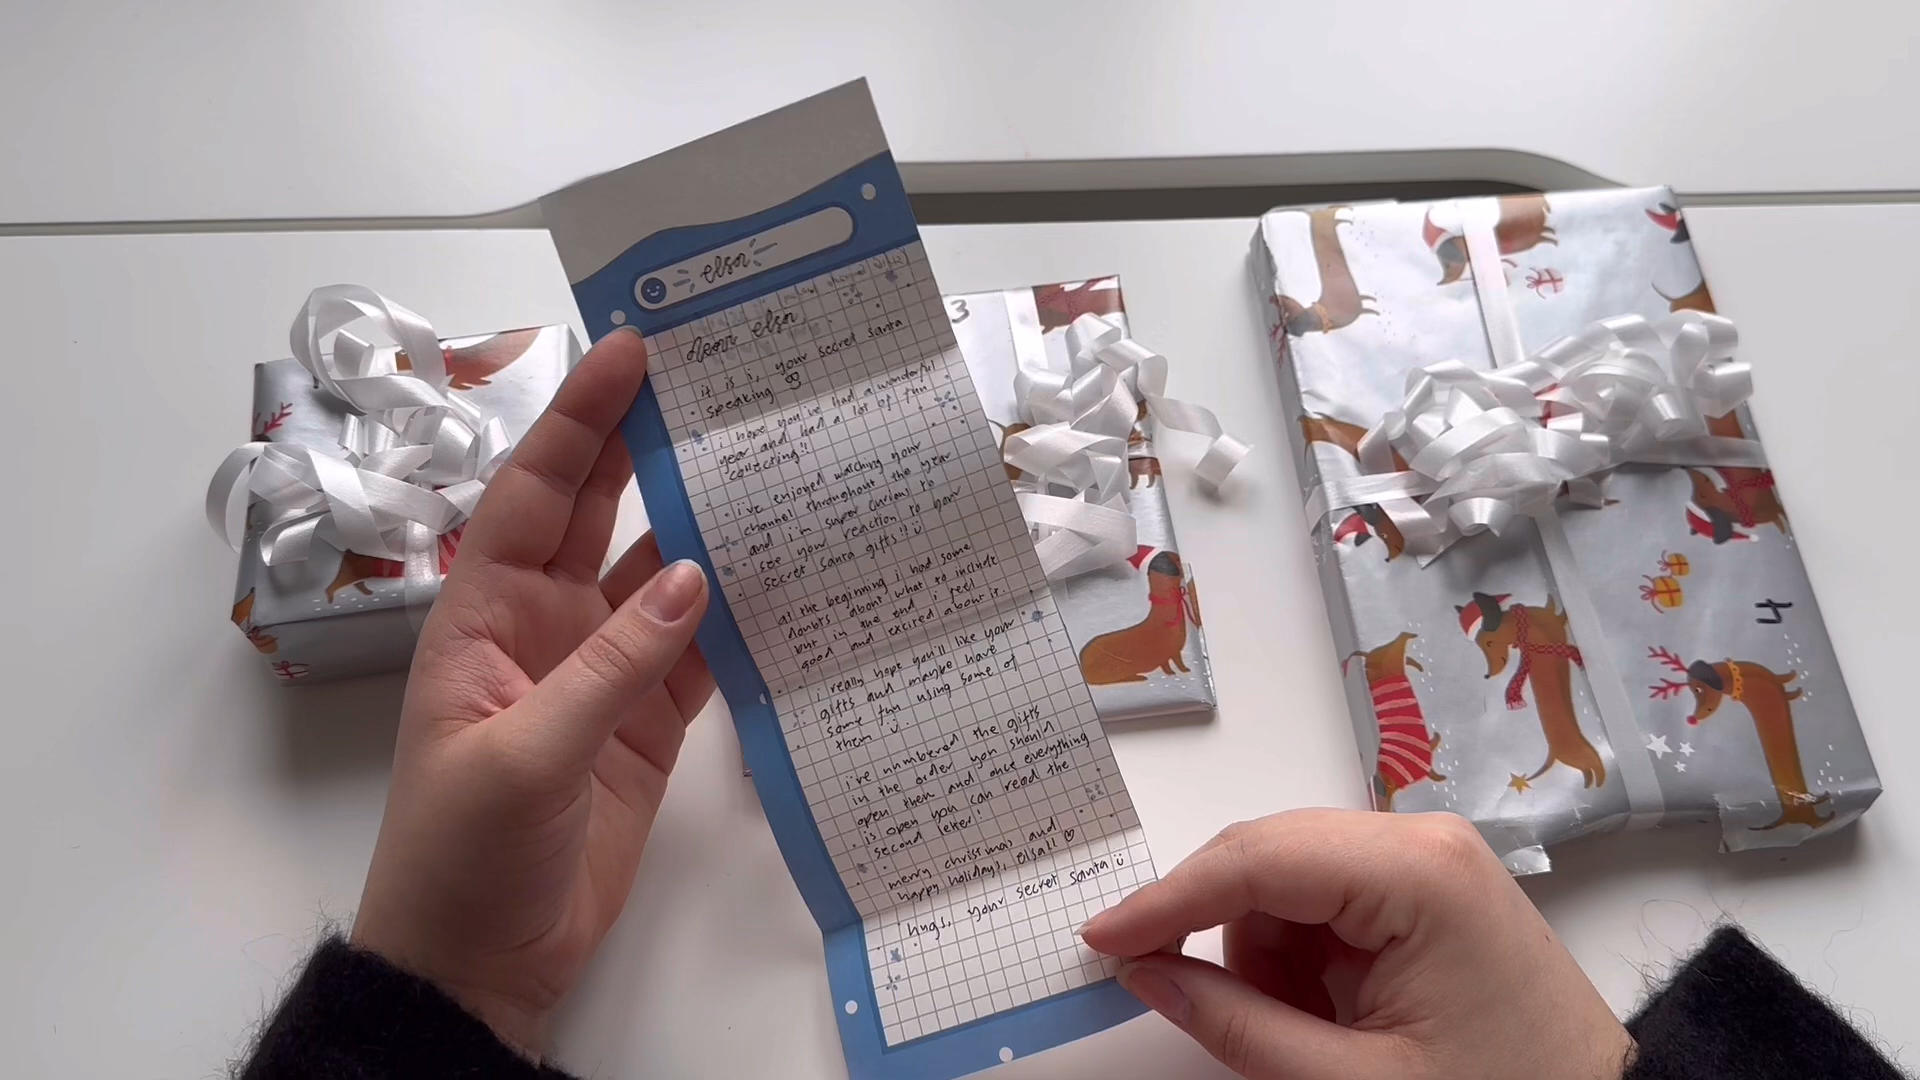 elsa
dear elsa,
it is i, your secret santa
speaking
i hope you've had a wonderful
year and had a lot of fun
collecting!!
i've enjoyed watching your
channel throughout the year
and i'm super curious to
see your reaction to your
secret santa gifts!! :)
at the beginning i had some
doubts about what to include
but in the end i feel
good and excited about it.
i really hope you'll like your
gifts and maybe have
some fun using some of
them :).
i've numbered the gifts
in the order you should
open them and once everything
is open you can read the
second letter!
merry christmas and
happy holidays, elsa!! ♡
hugs, your secret santa :)
3
4